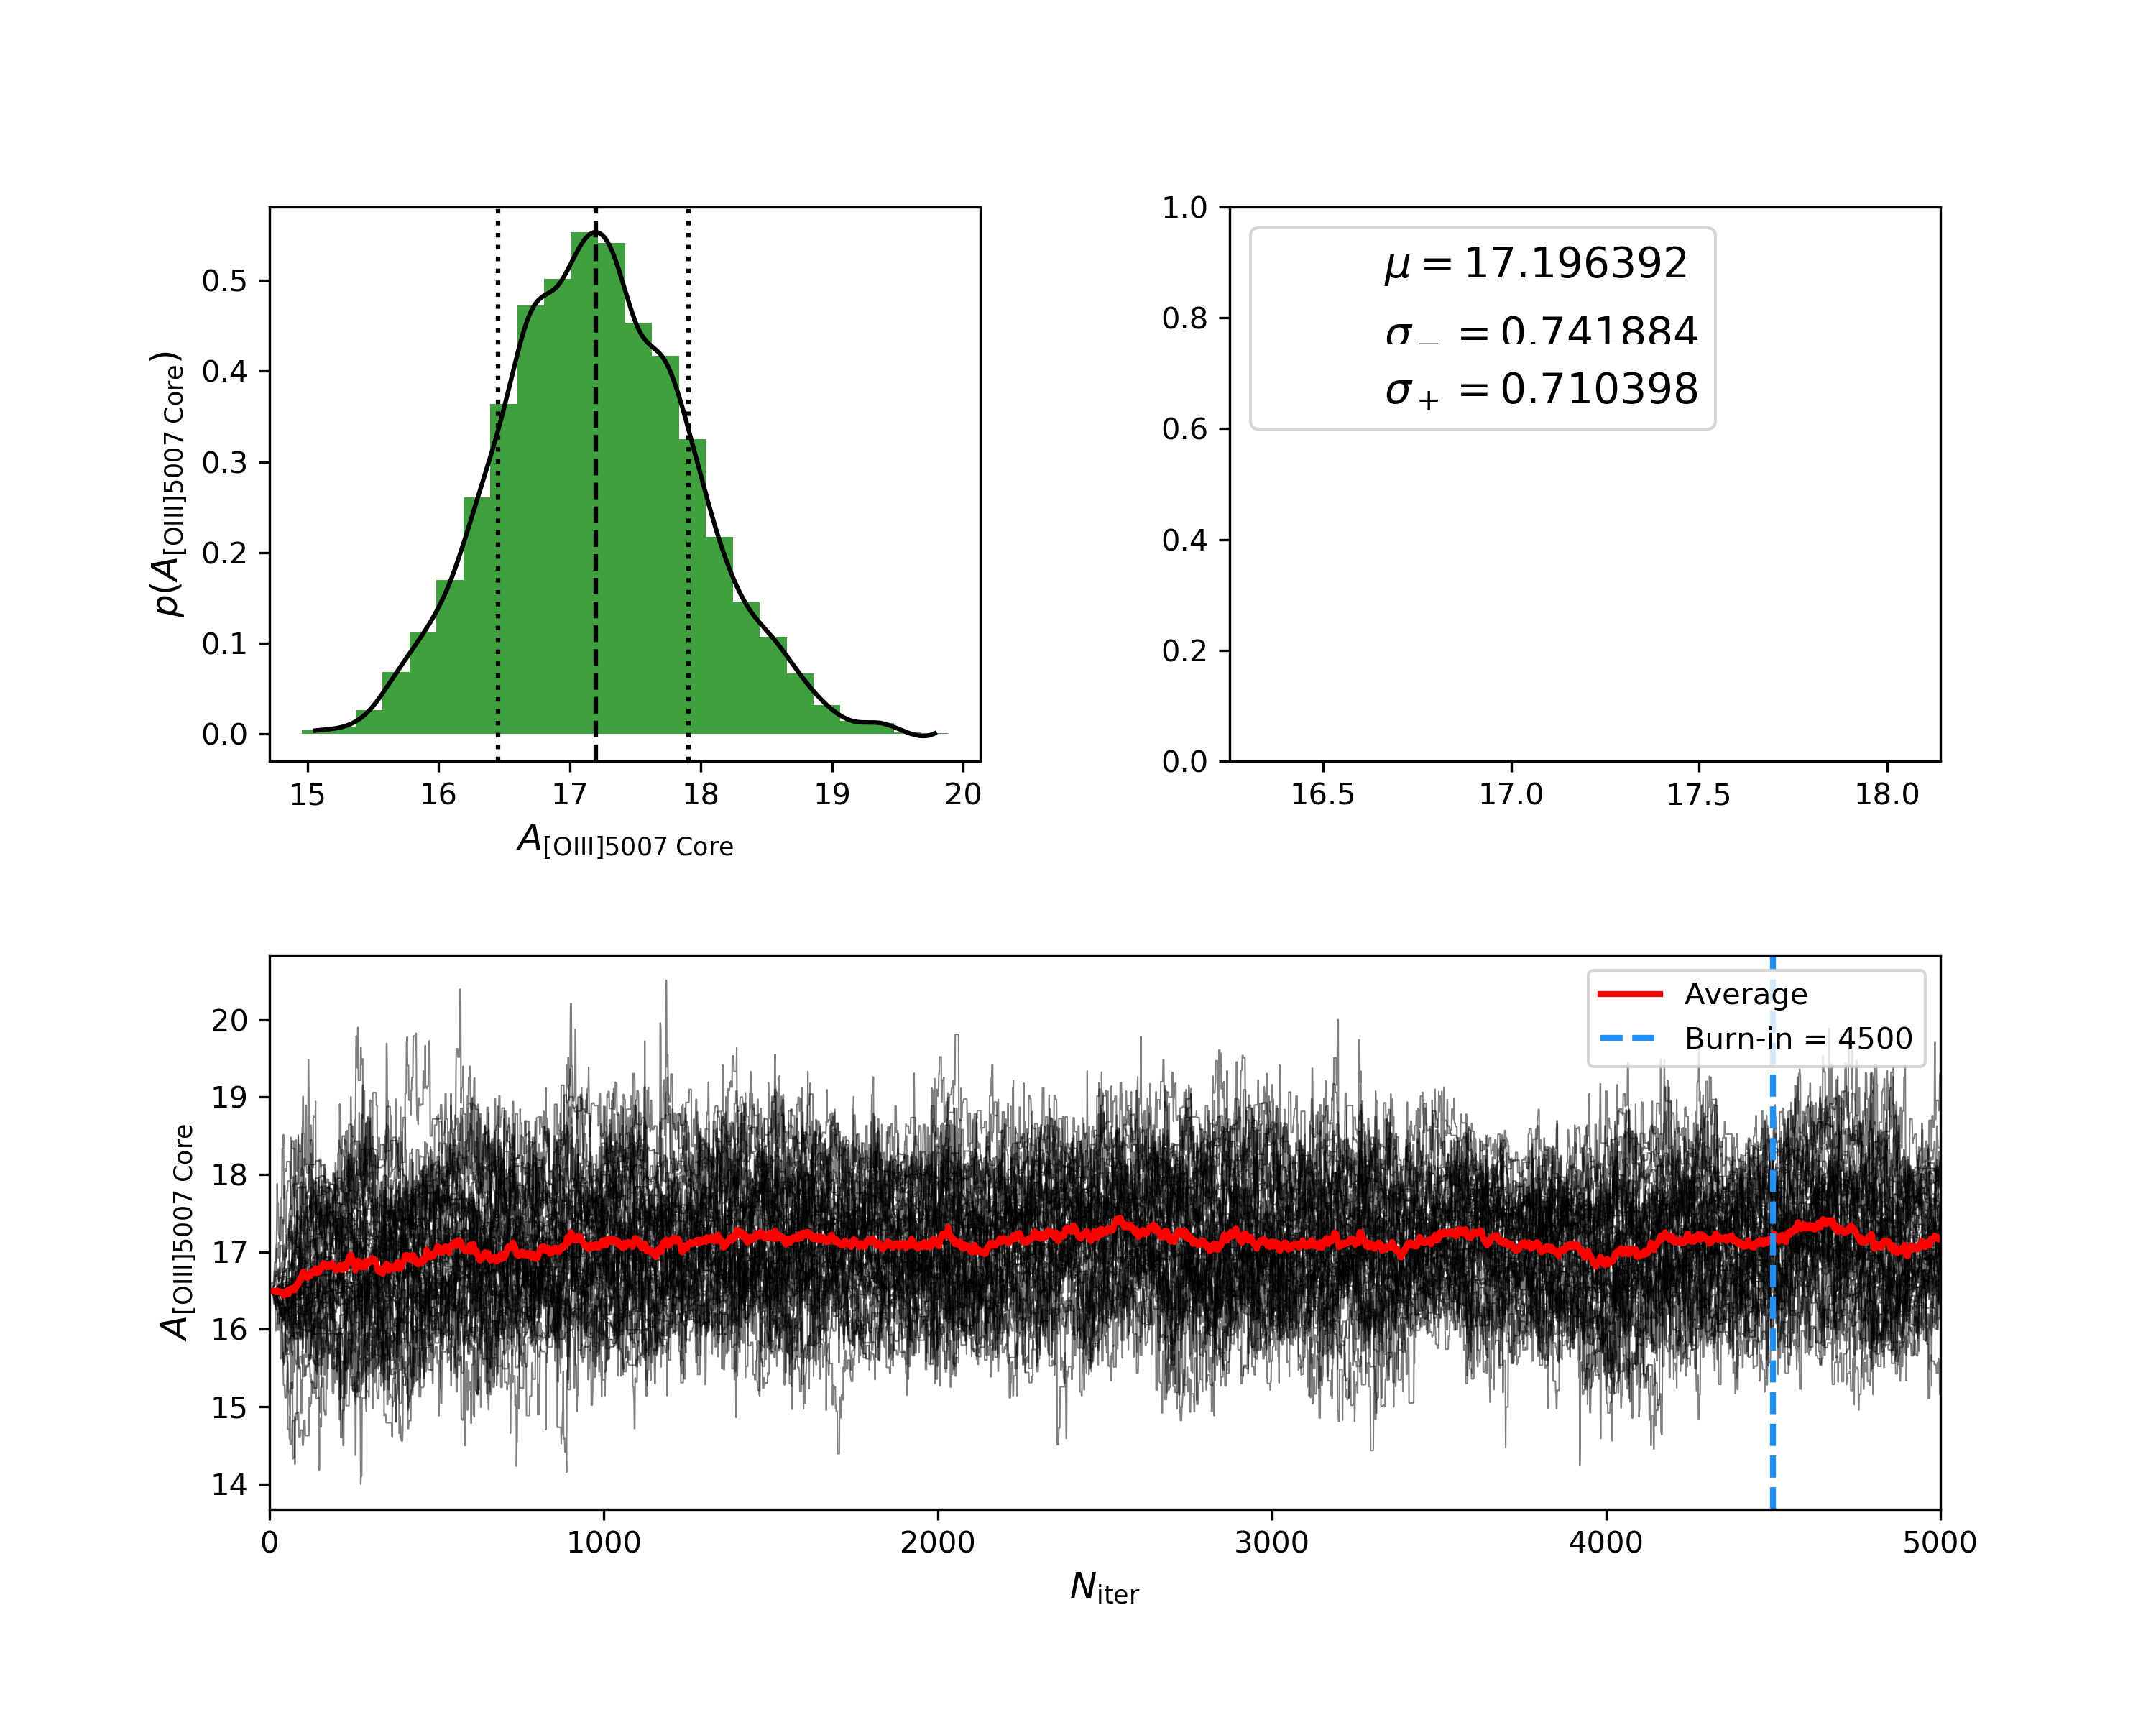 0.5
0.4
0.3
0.2
0.1
0.0
p(A[OIII]5007 Core)
15 16 17 18 19 20
A[OIII]5007 Core
1.0
0.8
0.6
0.4
0.2
0.0
μ = 17.196392
σ− = 0.741884
σ+ = 0.710398
16.5 17.0 17.5 18.0
20
19
18
17
16
15
14
A[OIII]5007 Core
Average
Burn-in = 4500
0 1000 2000 3000 4000 5000
Niter